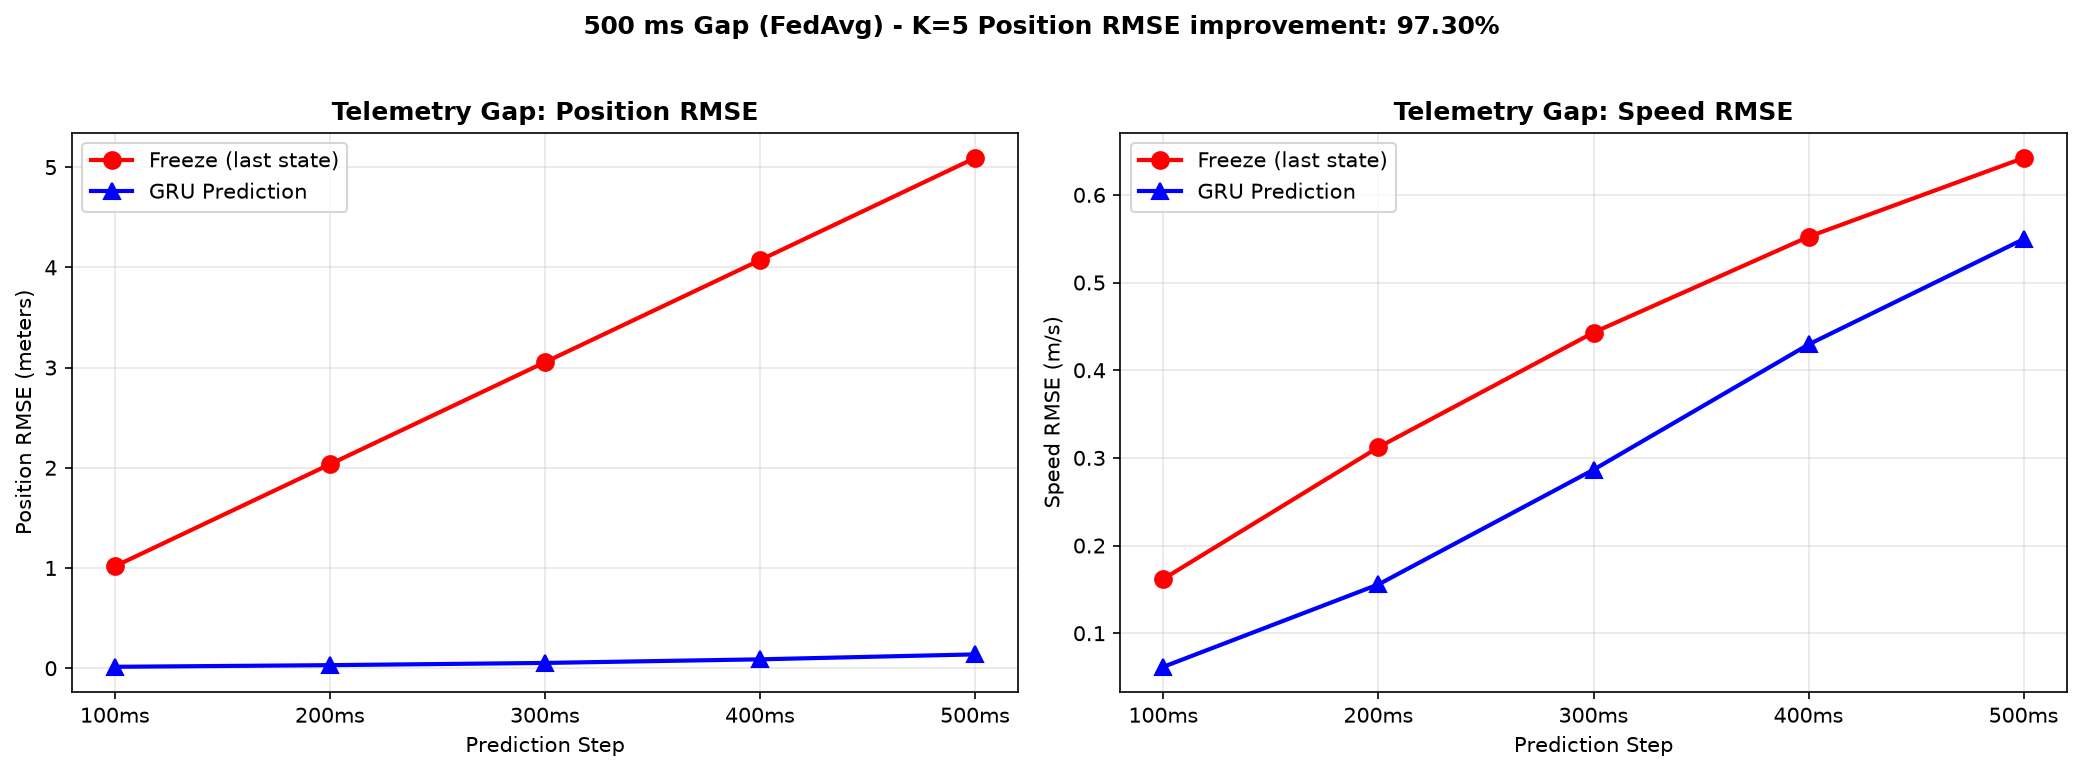 500 ms Gap (FedAvg) - K=5 Position RMSE improvement: 97.30%
Telemetry Gap: Position RMSE
Freeze (last state)
GRU Prediction
Position RMSE (meters)
5
4
3
2
1
0
100ms
200ms
300ms
400ms
500ms
Prediction Step
Telemetry Gap: Speed RMSE
Freeze (last state)
GRU Prediction
Speed RMSE (m/s)
0.6
0.5
0.4
0.3
0.2
0.1
100ms
200ms
300ms
400ms
500ms
Prediction Step